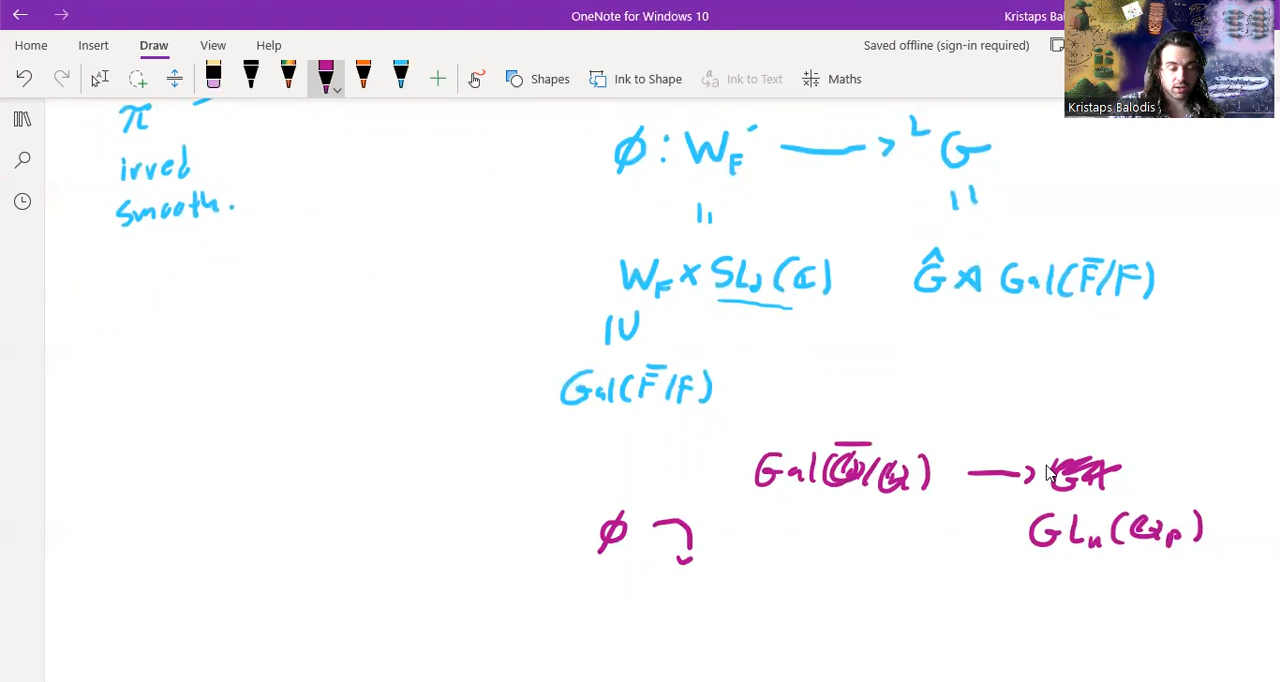 OneNote for Windows 10
Kristaps Bal
Home Insert Draw View Help
Saved offline (sign-in required)
Shapes Ink to Shape Ink to Text Maths
Kristaps Balodis
π
irred
smooth.
φ : W_F' → ᴸG
|| ||
W_F × SL₂(ℂ) Ĝ ⋊ Gal(F̅/F)
|∪
Gal(F̅/F)
Gal(ℚ̅/ℚ) →
φ GLₙ(ℚₚ)